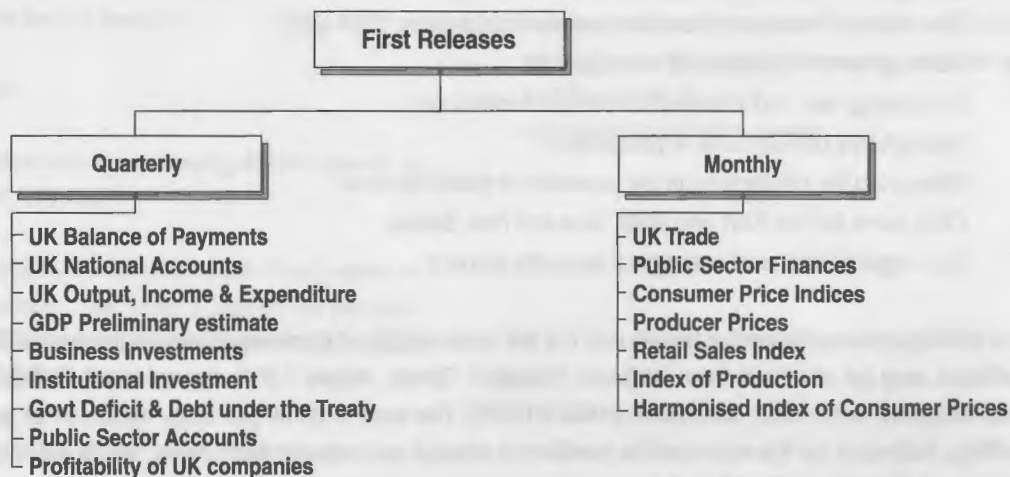 First Releases
Quarterly
UK Balance of Payments
UK National Accounts
UK Output, Income & Expenditure
GDP Preliminary estimate
Business Investments
Institutional Investment
Govt Deficit & Debt under the Treaty
Public Sector Accounts
Profitability of UK companies
Monthly
UK Trade
Public Sector Finances
Consumer Price Indices
Producer Prices
Retail Sales Index
Index of Production
Harmonised Index of Consumer Prices